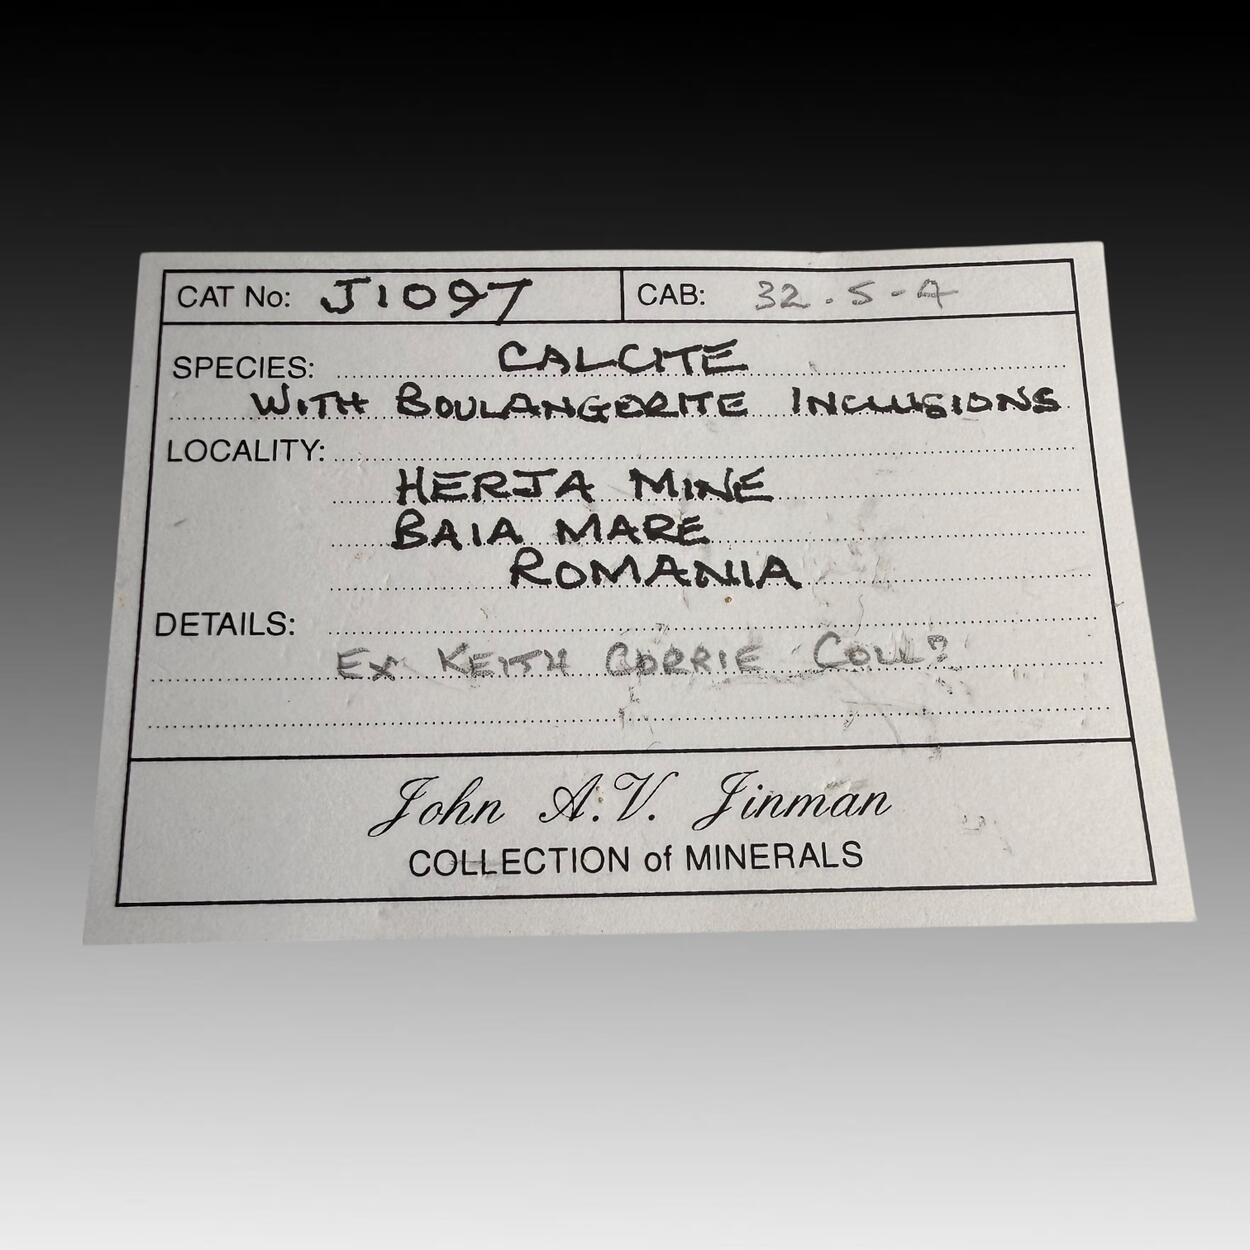 CAT No: J1097 CAB: 32.5-A
SPECIES: CALCITE
WITH BOULANGERITE INCLUSIONS
LOCALITY:
HERJA MINE
BAIA MARE
ROMANIA
DETAILS:
EX KEITH CORRIE COLL?
John A.V. Jinman
COLLECTION of MINERALS